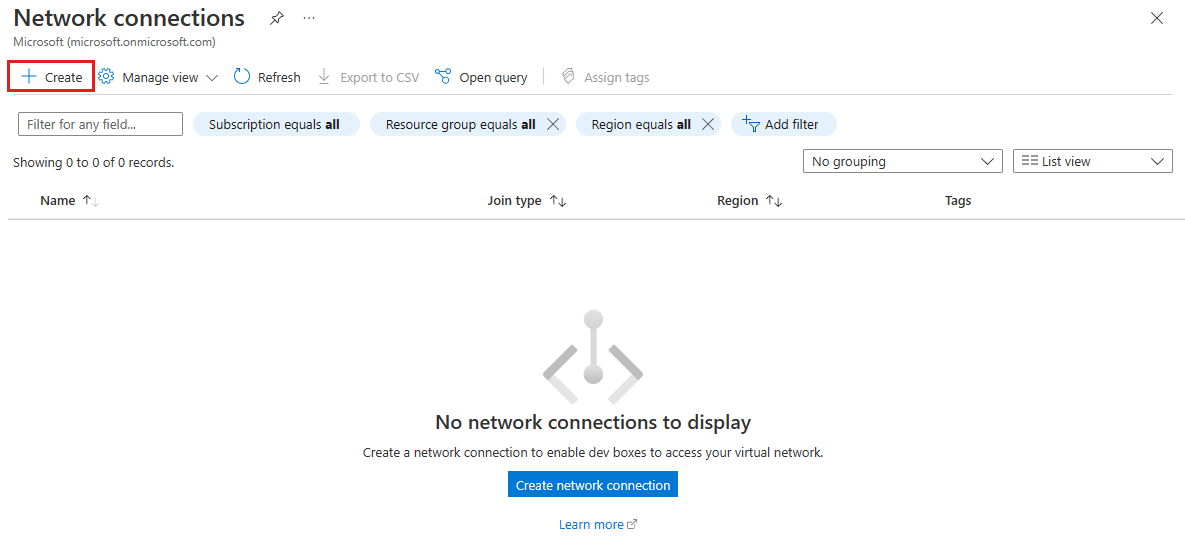 Network connections
Microsoft (microsoft.onmicrosoft.com)
Create Manage view Refresh Export to CSV Open query Assign tags
Filter for any field... Subscription equals all Resource group equals all Region equals all Add filter
Showing 0 to 0 of 0 records. No grouping List view
Name Join type Region Tags
No network connections to display
Create a network connection to enable dev boxes to access your virtual network.
Create network connection
Learn more